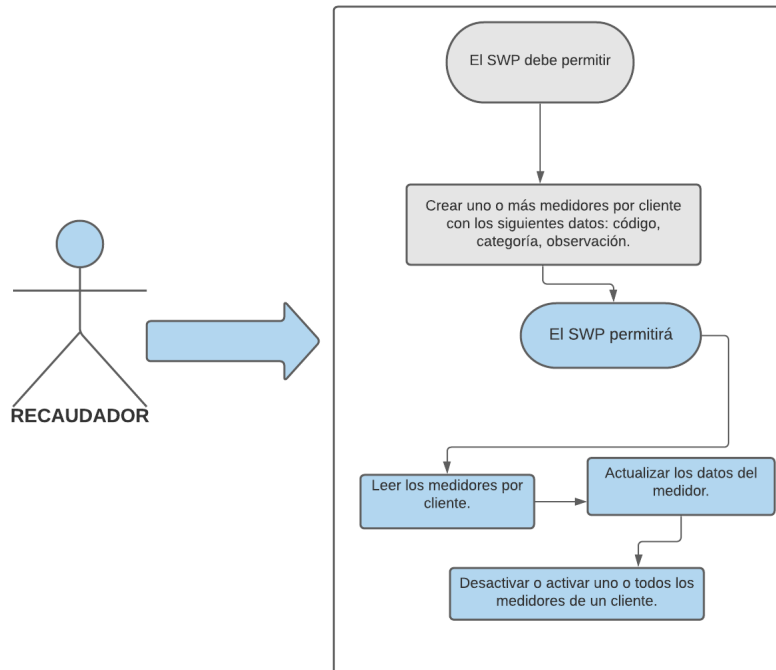 El SWP debe permitir
Crear uno o más medidores por cliente
con los siguientes datos: código,
categoría, observación.
El SWP permitirá
RECAUDADOR
Leer los medidores por
cliente.
Actualizar los datos del
medidor.
Desactivar o activar uno o todos los
medidores de un cliente.